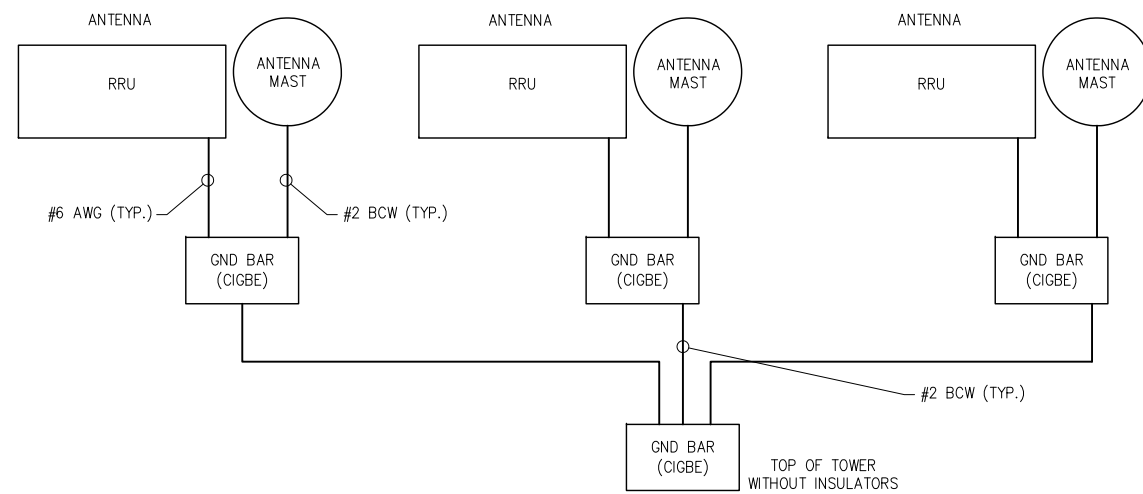 ANTENNA
ANTENNA
ANTENNA
RRU
ANTENNA
MAST
RRU
ANTENNA
MAST
RRU
ANTENNA
MAST
#6 AWG (TYP.)
#2 BCW (TYP.)
GND BAR
(CIGBE)
GND BAR
(CIGBE)
GND BAR
(CIGBE)
#2 BCW (TYP.)
GND BAR
(CIGBE)
TOP OF TOWER
WITHOUT INSULATORS